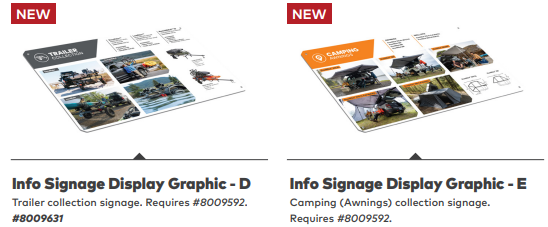 NEW
TRAILER
COLLECTION
Info Signage Display Graphic - D
Trailer collection signage. Requires #8009592.
#8009631
NEW
CAMPING
Info Signage Display Graphic - E
Camping (Awnings) collection signage.
Requires #8009592.